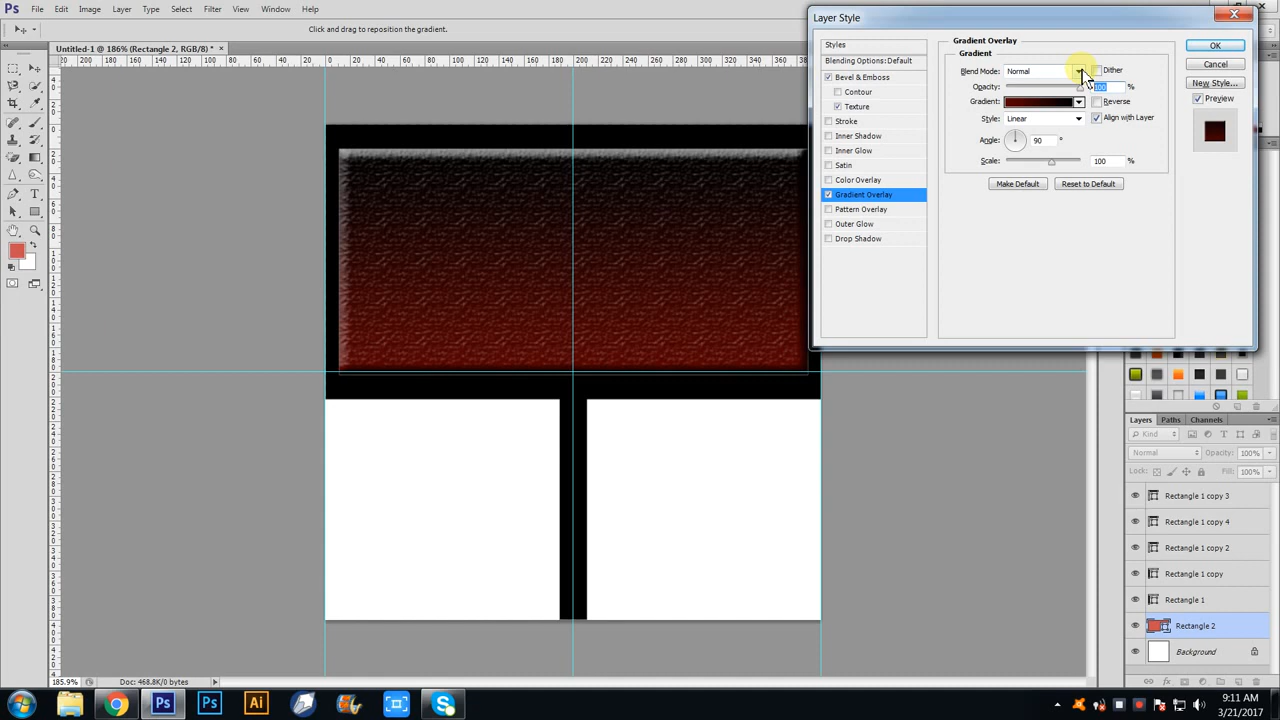 Ps File Edit Image Layer Type Select Filter View Window Help
Click and drag to reposition the gradient.
Untitled-1 @ 186% (Rectangle 2, RGB/8) * ×
Layer Style
Styles
Blending Options: Default
Bevel & Emboss
Contour
Texture
Stroke
Inner Shadow
Inner Glow
Satin
Color Overlay
Gradient Overlay
Pattern Overlay
Outer Glow
Drop Shadow
Gradient Overlay
Gradient
Blend Mode: Normal Dither
Opacity: 100 %
Gradient: Reverse
Style: Linear Align with Layer
Angle: 90 °
Scale: 100 %
Make Default Reset to Default
OK
Cancel
New Style...
Preview
Layers Paths Channels
Kind
Normal Opacity: 100%
Lock: Fill: 100%
Rectangle 1 copy 3
Rectangle 1 copy 4
Rectangle 1 copy 2
Rectangle 1 copy
Rectangle 1
Rectangle 2
Background
185.9% Doc: 468.8K/0 bytes
Ps Ps Ai
9:11 AM
3/21/2017